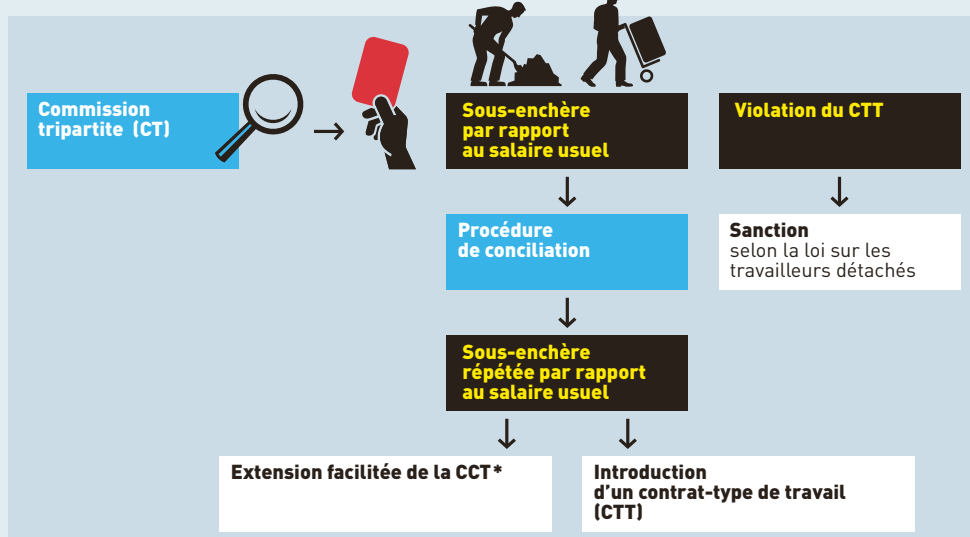 Commission
tripartite (CT)
Sous-enchère
par rapport
au salaire usuel
Violation du CTT
Procédure
de conciliation
Sanction
selon la loi sur les
travailleurs détachés
Sous-enchère
répétée par rapport
au salaire usuel
Extension facilitée de la CCT*
Introduction
d'un contrat-type de travail
(CTT)